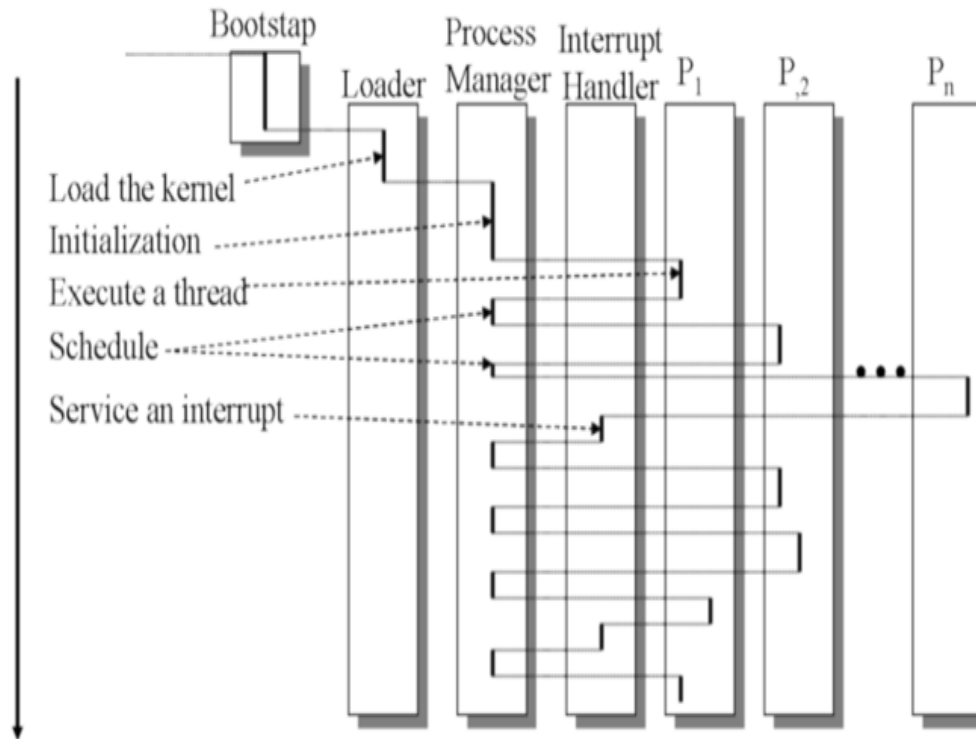 Bootstap
Process
Manager
Interrupt
Handler
Loader
P1
P,2
Pn
Load the kernel
Initialization
Execute a thread
Schedule
Service an interrupt